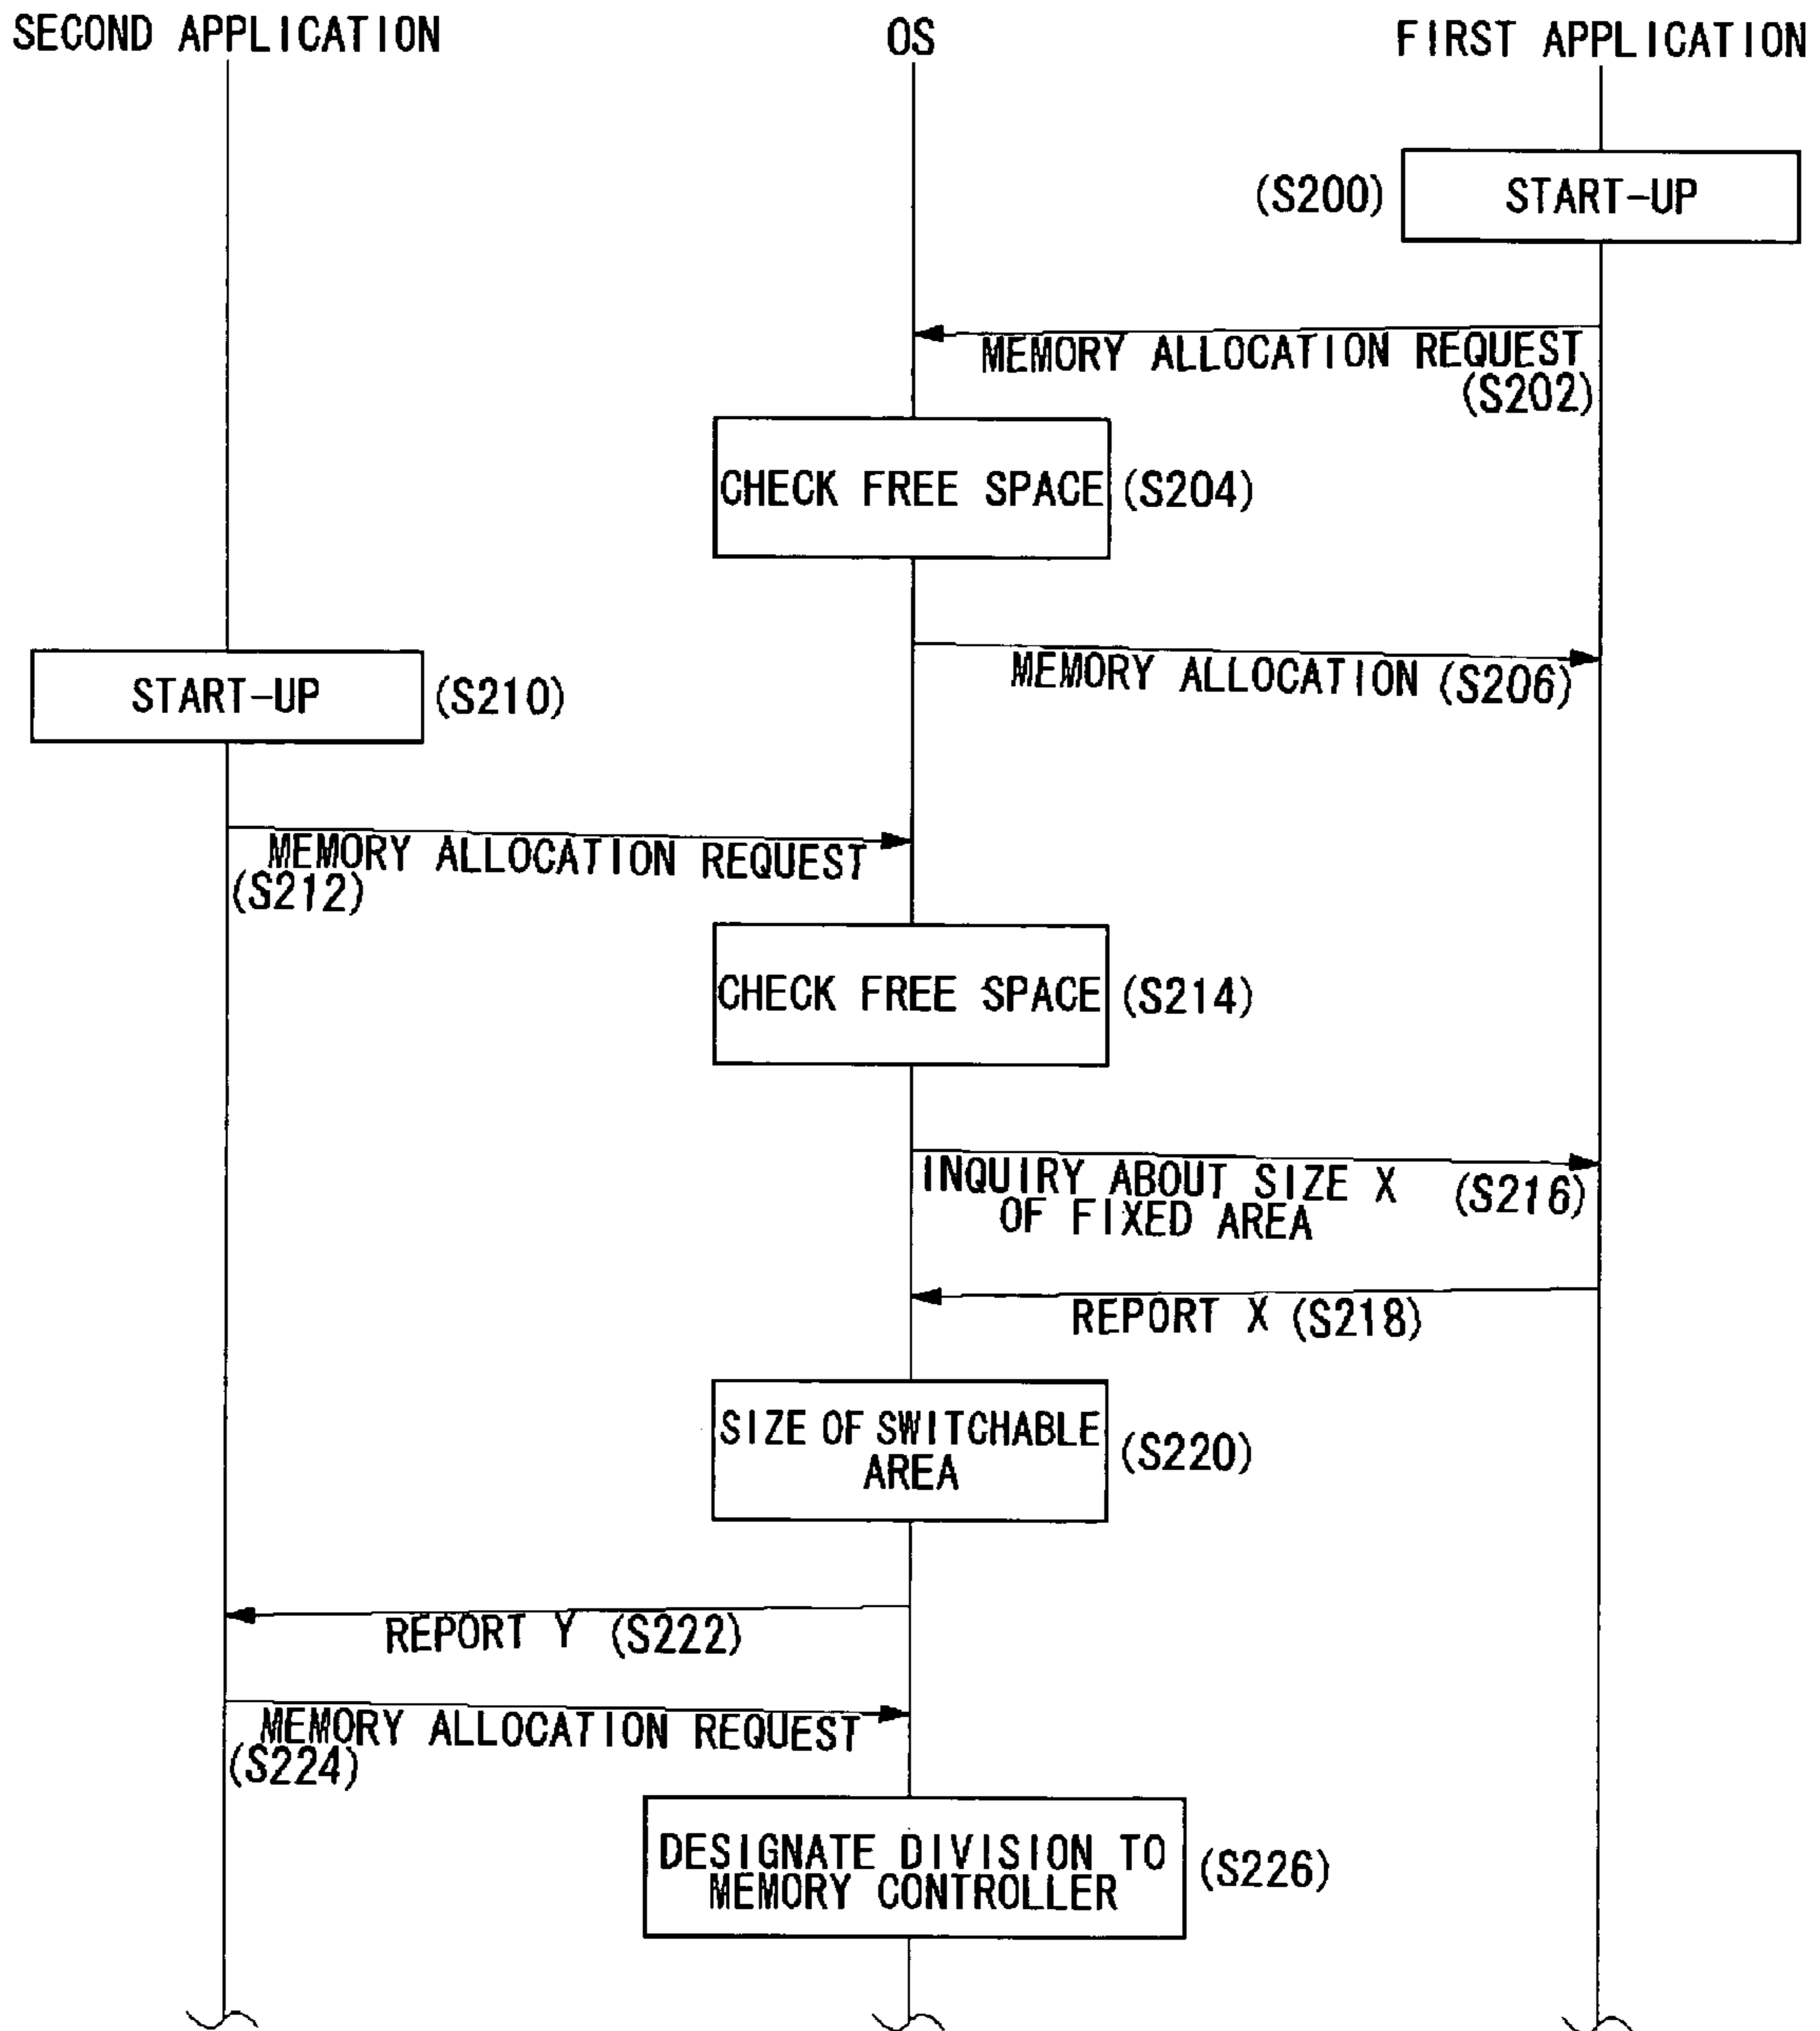 SECOND APPLICATION
OS
FIRST APPLICATION
(S200)
START-UP
MEMORY ALLOCATION REQUEST
(S202)
CHECK FREE SPACE
(S204)
MEMORY ALLOCATION (S206)
START-UP
(S210)
MEMORY ALLOCATION REQUEST
(S212)
CHECK FREE SPACE
(S214)
INQUIRY ABOUT SIZE X
OF FIXED AREA
(S216)
REPORT X (S218)
SIZE OF SWITCHABLE
AREA
(S220)
REPORT Y (S222)
MEMORY ALLOCATION REQUEST
(S224)
DESIGNATE DIVISION TO
MEMORY CONTROLLER
(S226)